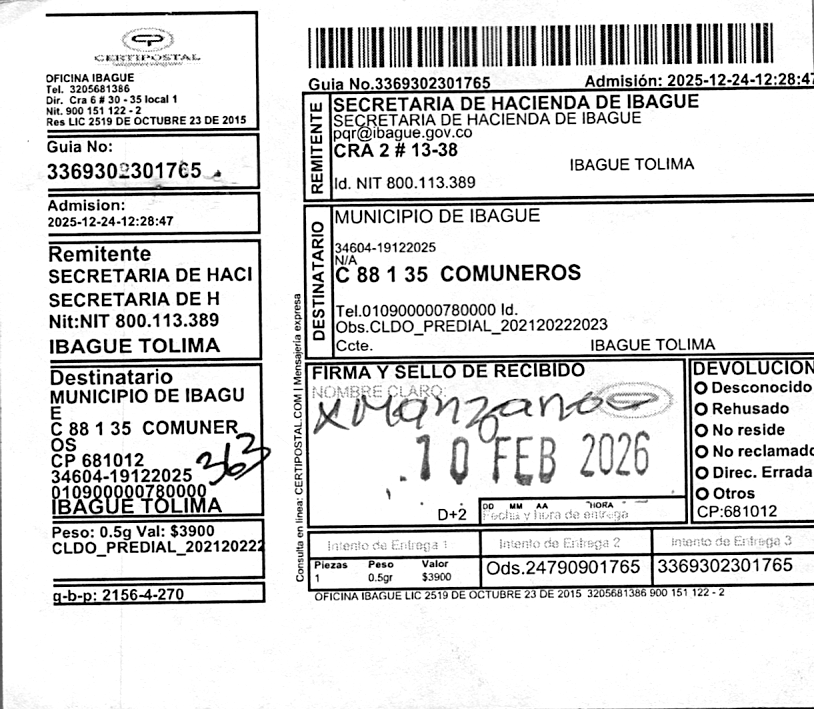 CERTIPOSTAL
OFICINA IBAGUE
Tel. 3205681386
Dir. Cra 6 # 30 - 35 local 1
Nit. 900 151 122 - 2
Res LIC 2519 DE OCTUBRE 23 DE 2015
Guia No:
3369302301765
Admision:
2025-12-24-12:28:47
Remitente
SECRETARIA DE HACI
SECRETARIA DE H
Nit:NIT 800.113.389
IBAGUE TOLIMA
Destinatario
MUNICIPIO DE IBAGU
E
C 88 1 35 COMUNER
OS
CP 681012
34604-19122025
363
010900000780000
IBAGUE TOLIMA
Peso: 0.5g Val: $3900
CLDO_PREDIAL_202120222
g-b-p: 2156-4-270
Consulta en linea: CERTIPOSTAL.COM | Mensajería expresa
Guia No.3369302301765 Admisión: 2025-12-24-12:28:47
REMITENTE
SECRETARIA DE HACIENDA DE IBAGUE
SECRETARIA DE HACIENDA DE IBAGUE
pqr@ibague.gov.co
CRA 2 # 13-38
IBAGUE TOLIMA
Id. NIT 800.113.389
DESTINATARIO
MUNICIPIO DE IBAGUE
34604-19122025
N/A
C 88 1 35 COMUNEROS
Tel.010900000780000 Id.
Obs.CLDO_PREDIAL_202120222023
Ccte. IBAGUE TOLIMA
FIRMA Y SELLO DE RECIBIDO
NOMBRE CLARO:
X Manzano
10 FEB 2026
D+2
DD MM AA HORA
Fecha y hora de entrega
DEVOLUCION
Desconocido
Rehusado
No reside
No reclamado
Direc. Errada
Otros
CP:681012
Intento de Entrega 1 Intento de Entrega 2 Intento de Entrega 3
Piezas Peso Valor
1 0.5gr $3900
Ods.24790901765 3369302301765
OFICINA IBAGUE LIC 2519 DE OCTUBRE 23 DE 2015 3205681386 900 151 122 - 2